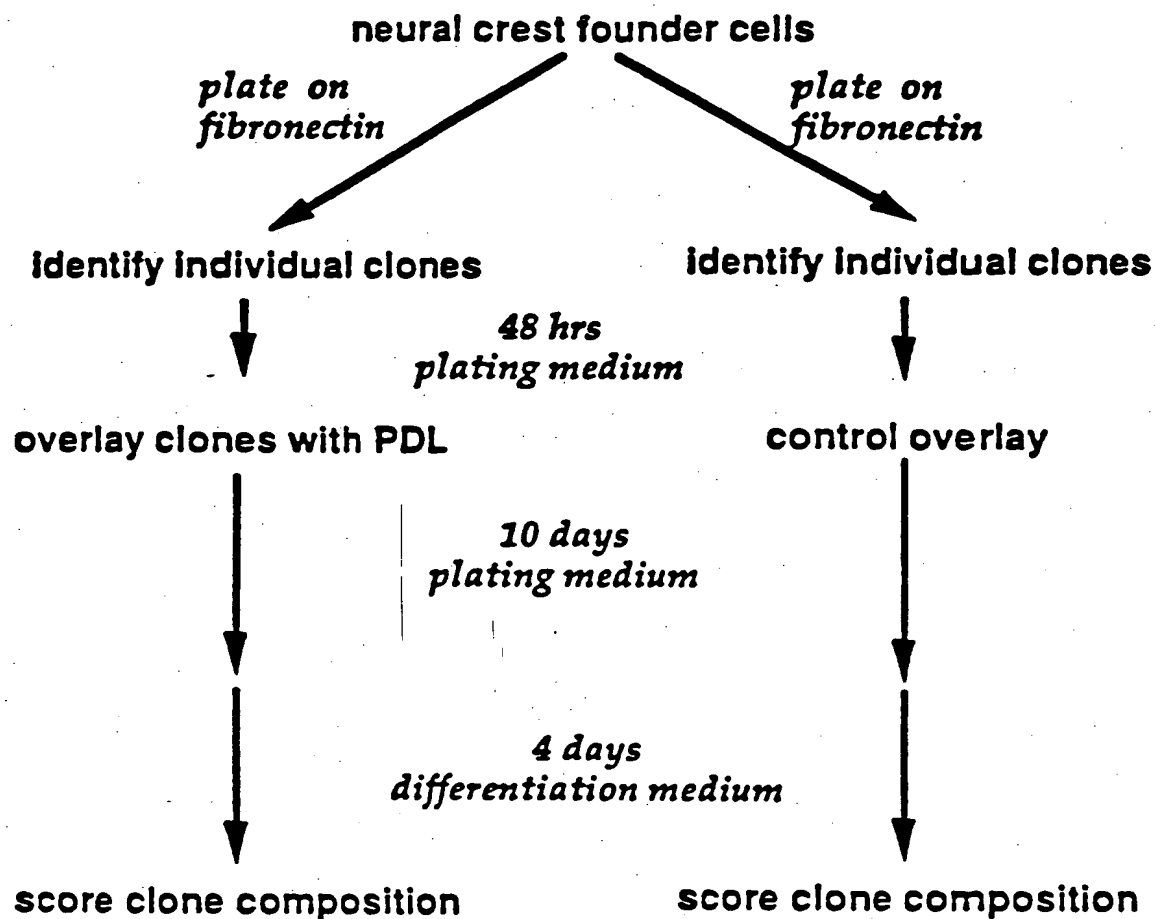 neural crest founder cells
plate on
fibronectin
plate on
fibronectin
identify individual clones
identify individual clones
48 hrs
plating medium
overlay clones with PDL
control overlay
10 days
plating medium
4 days
differentiation medium
score clone composition
score clone composition